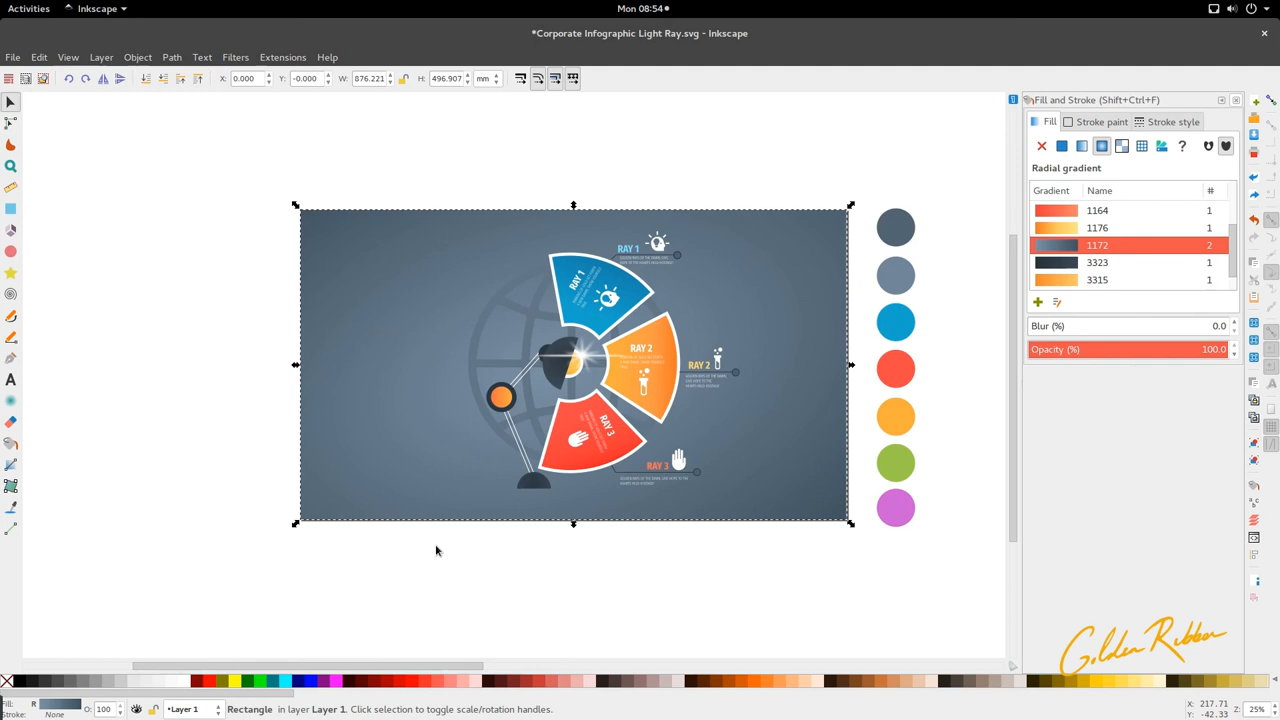 Activities
Inkscape
Mon 08:54
*Corporate Infographic Light Ray.svg - Inkscape
File Edit View Layer Object Path Text Filters Extensions Help
X: 0.000 Y: -0.000 W: 876.221 H: 496.907 mm
Fill and Stroke (Shift+Ctrl+F)
Fill Stroke paint Stroke style
?
Radial gradient
Gradient Name #
1164 1
1176 1
1172 2
3323 1
3315 1
Blur (%) 0.0
Opacity (%) 100.0
RAY 1
RAY 1
RAY 2
RAY 2
RAY 3
RAY 3
Golden Ribbon
Fill: R
Stroke: None
O: 100
•Layer 1
Rectangle in layer Layer 1. Click selection to toggle scale/rotation handles.
X: 217.71
Y: -42.33
Z: 25%